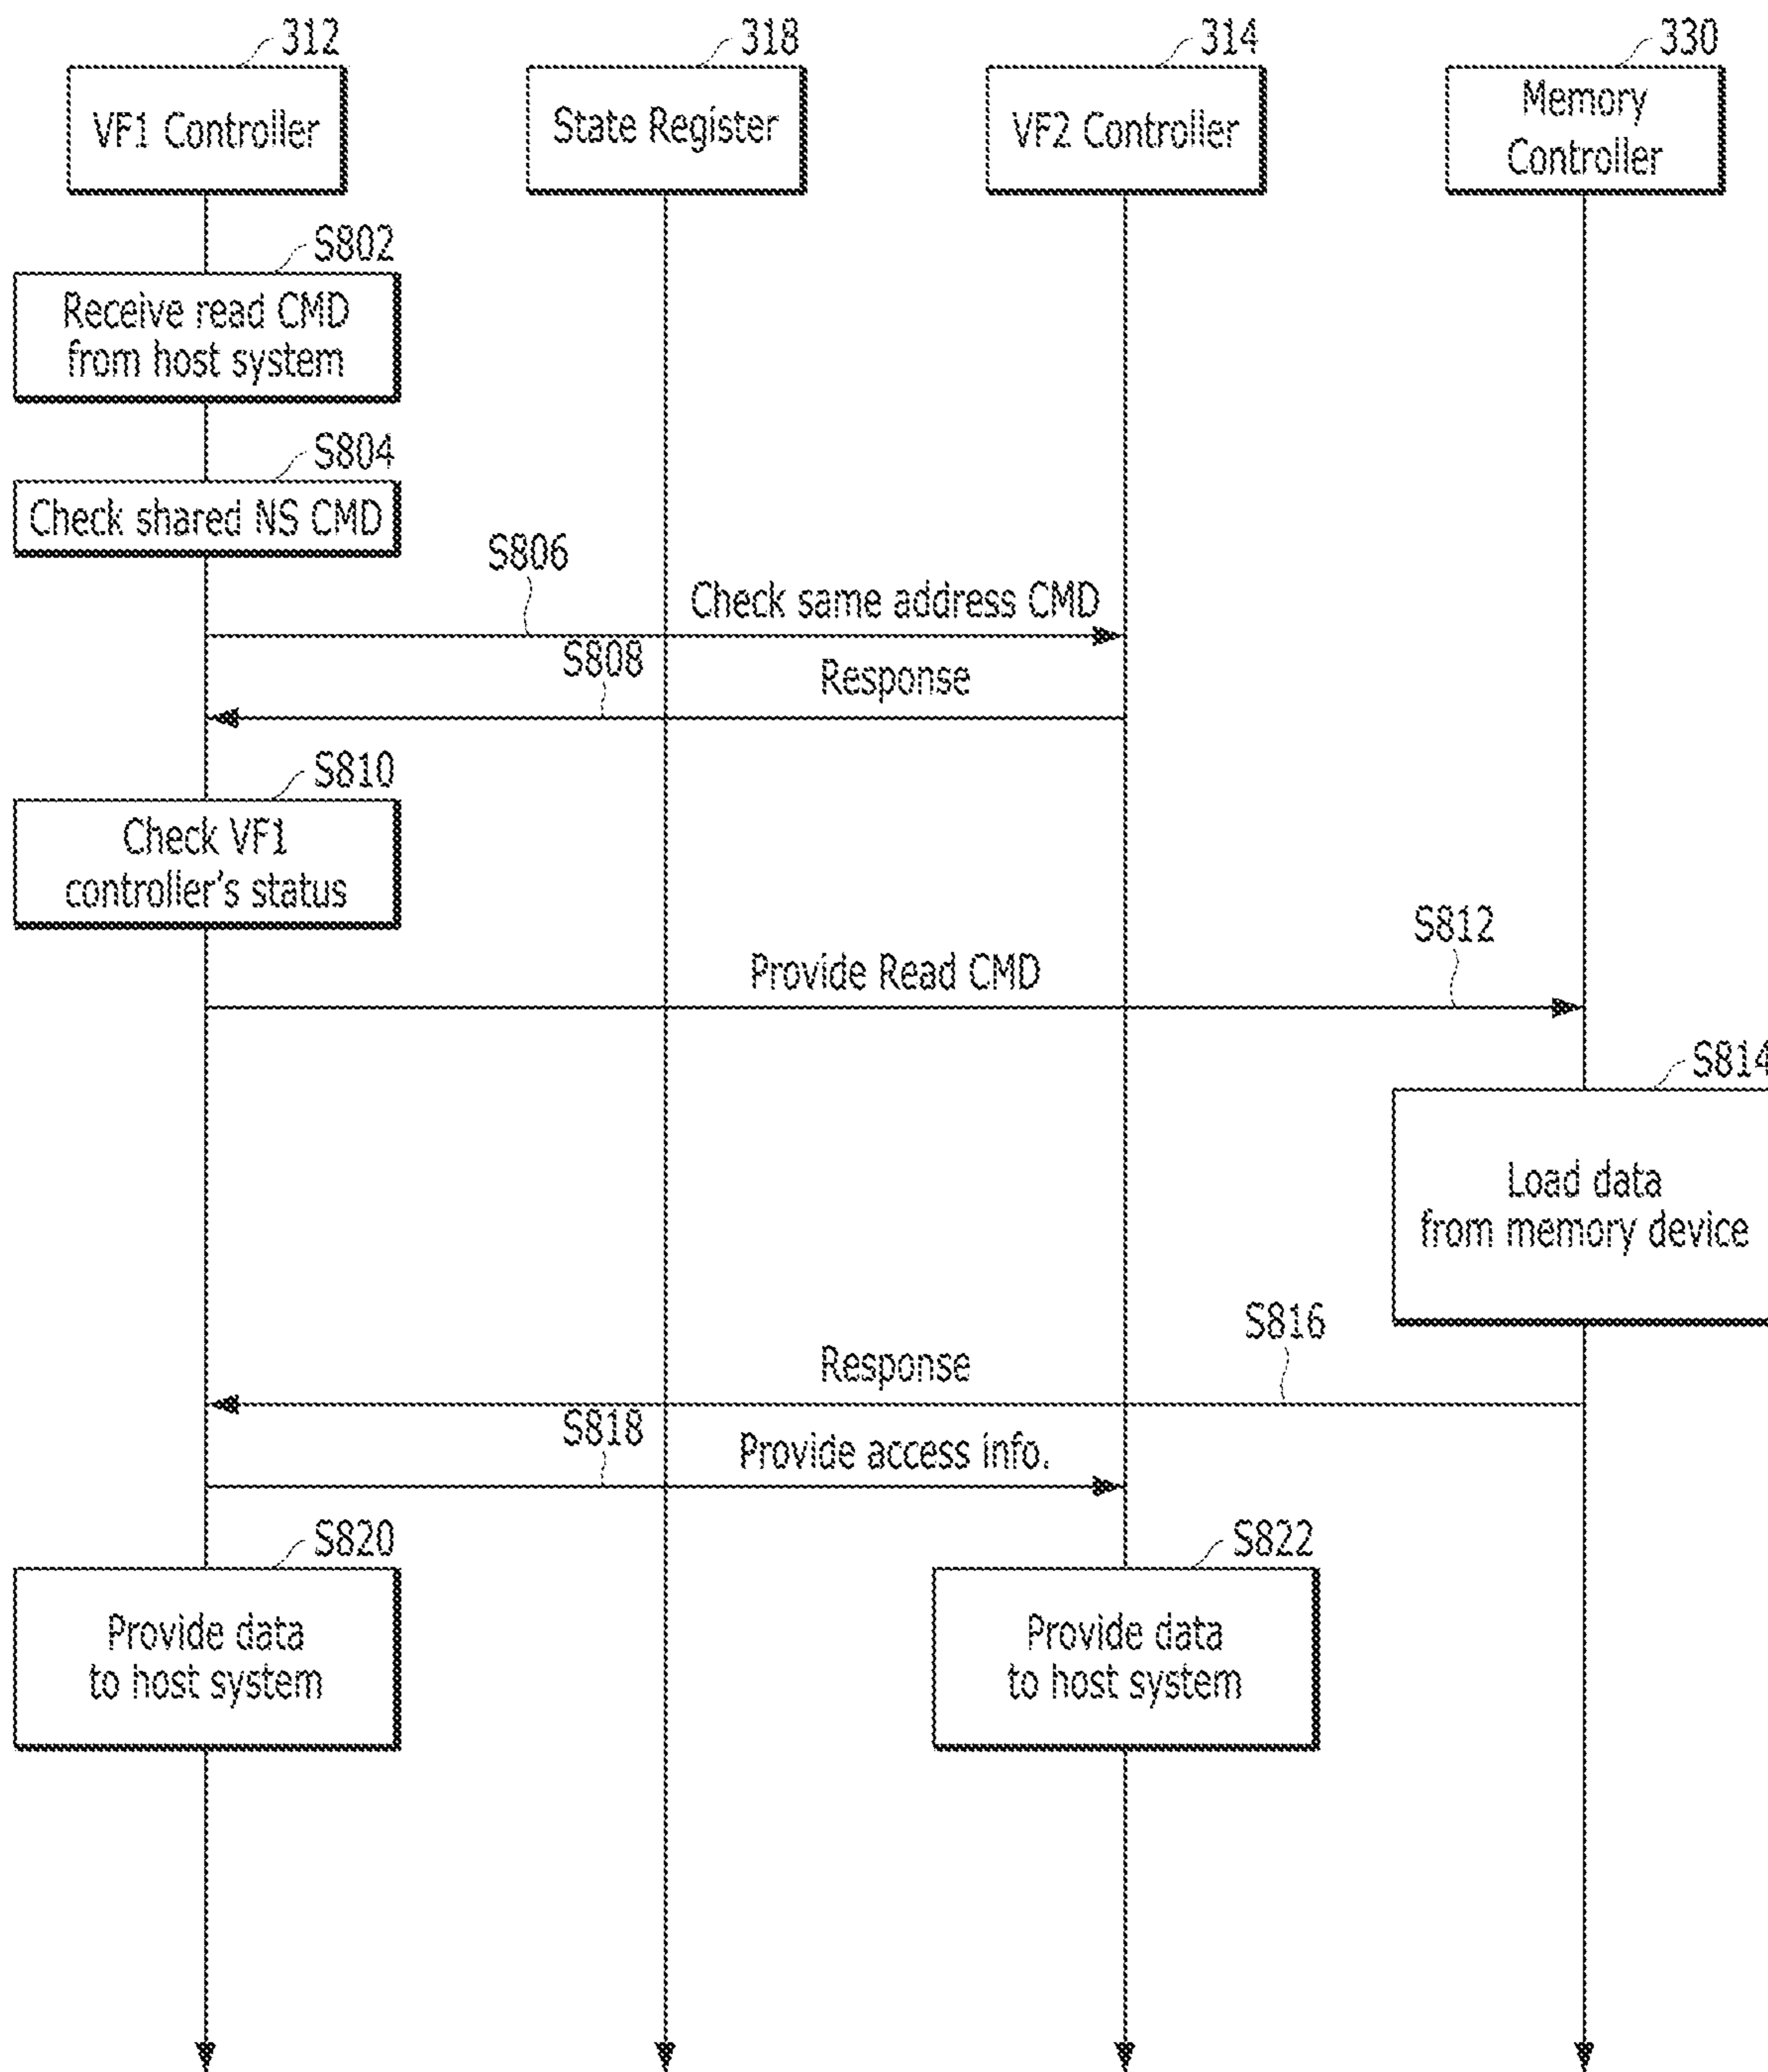 312
318
314
330
VF1 Controller
State Register
VF2 Controller
Memory
Controller
S802
Receive read CMD
from host system
S804
Check shared NS CMD
S806
Check same address CMD
S808
Response
S810
Check VF1
controller's status
S812
Provide Read CMD
S814
Load data
from memory device
S816
Response
S818
Provide access info.
S820
Provide data
to host system
S822
Provide data
to host system